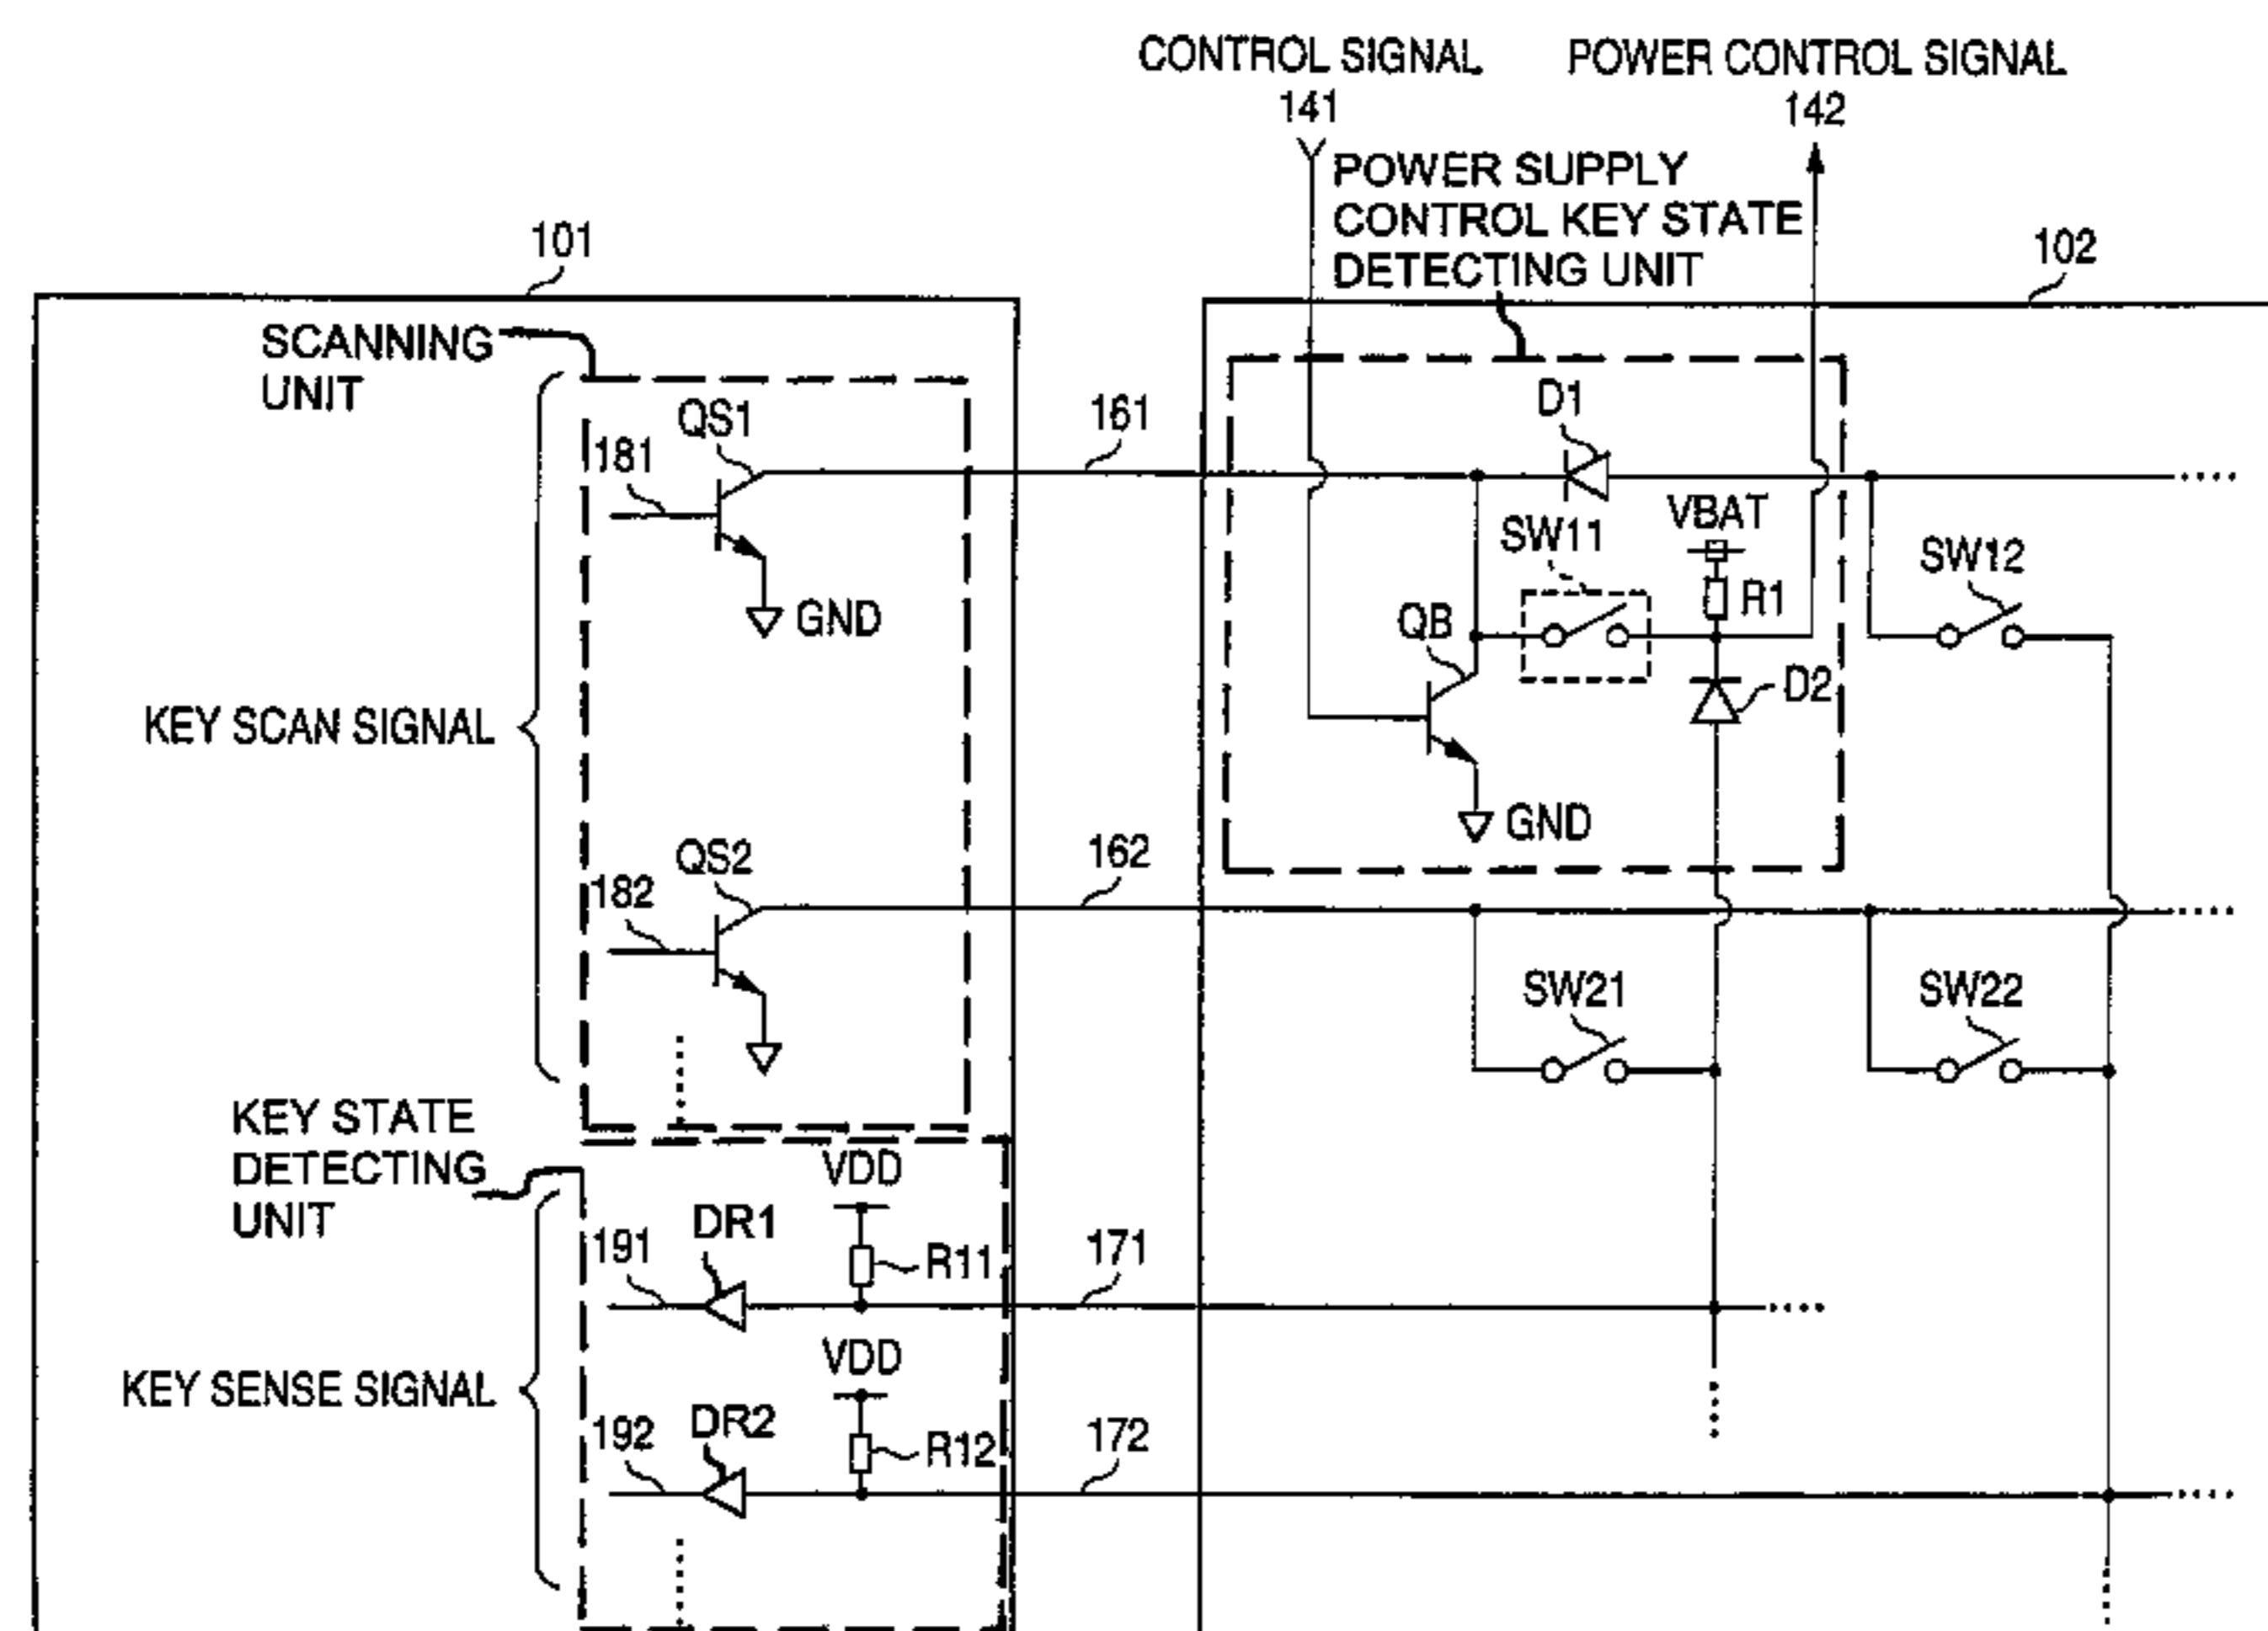 CONTROL SIGNAL
141
POWER CONTROL SIGNAL
142
POWER SUPPLY
CONTROL KEY STATE
DETECTING UNIT
101
102
SCANNING
UNIT
QS1
181
161
D1
VBAT
SW11
R1
SW12
GND
QB
D2
KEY SCAN SIGNAL
GND
QS2
182
162
SW21
SW22
KEY STATE
DETECTING
UNIT
VDD
191
DR1
R11
171
VDD
KEY SENSE SIGNAL
192
DR2
R12
172